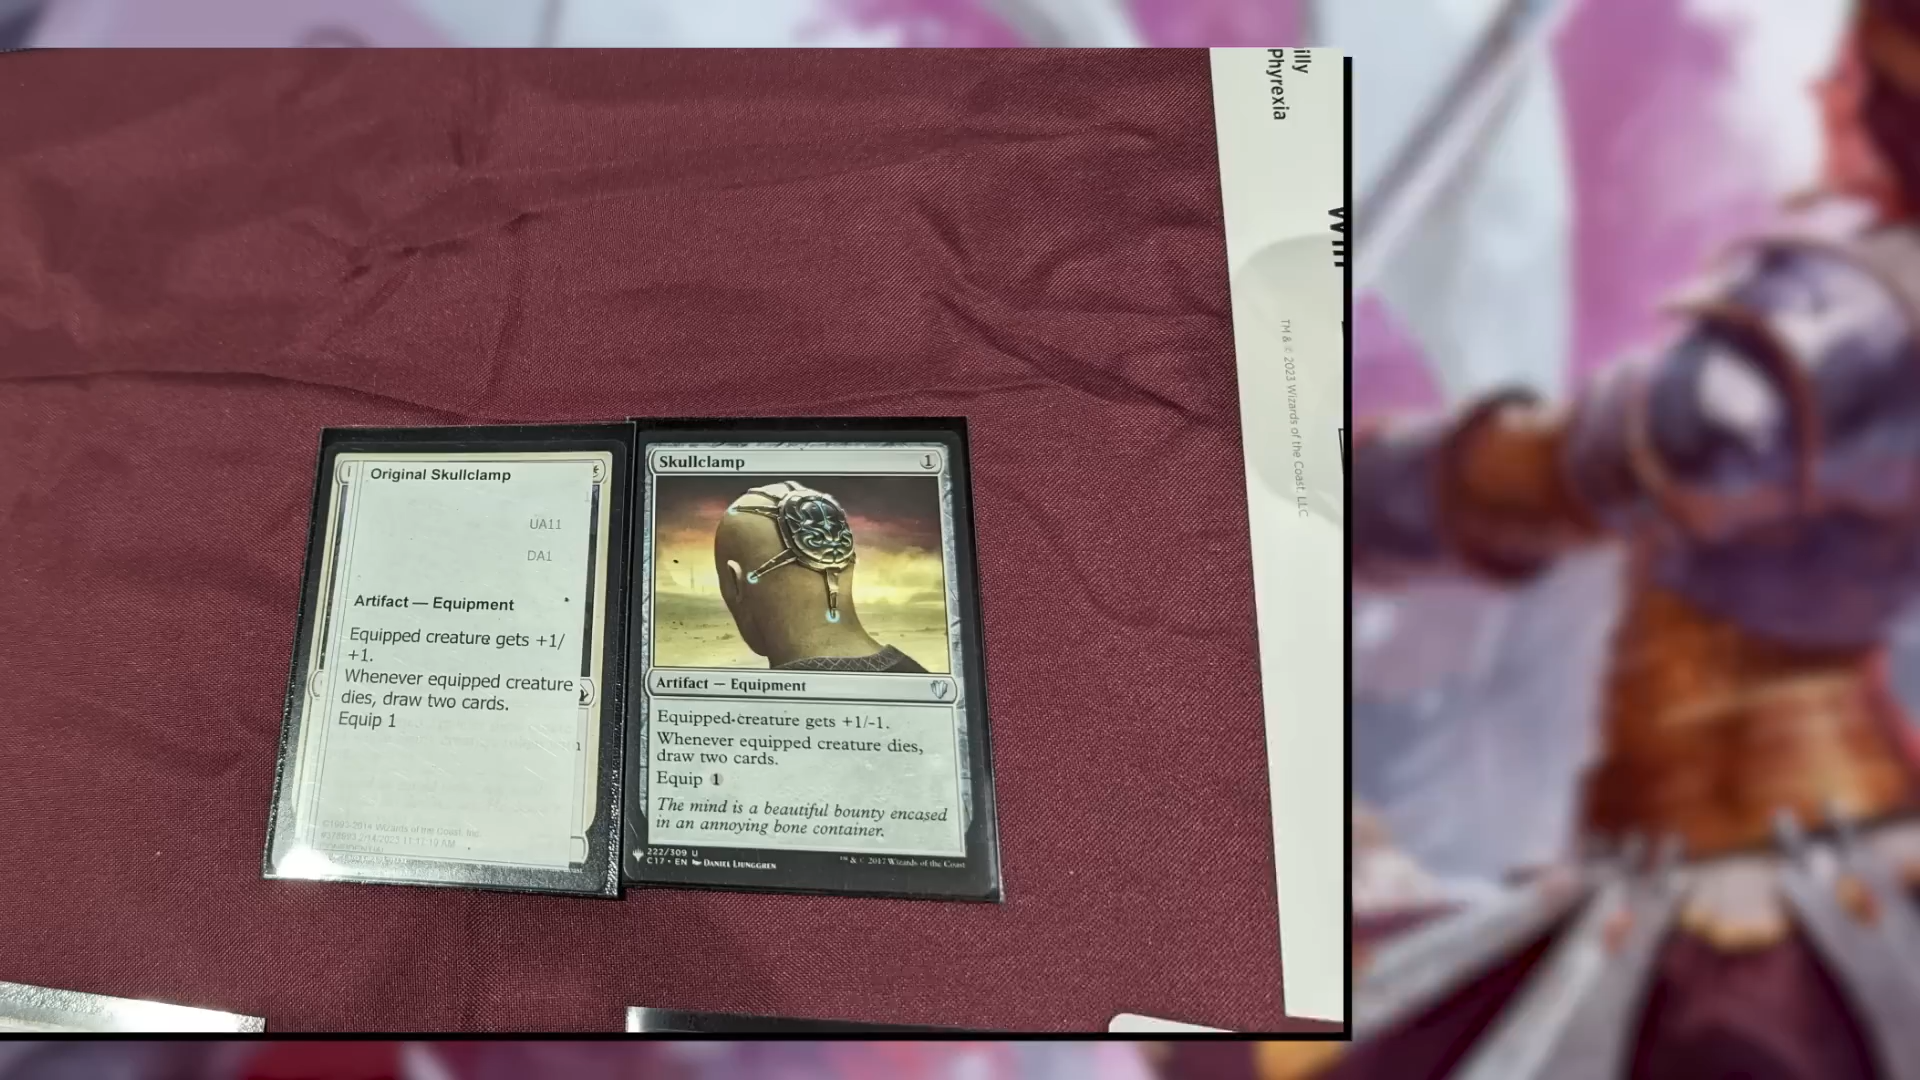 illy
Phyrexia
Win
TM & © 2023 Wizards of the Coast LLC
Original Skullclamp
UA11
DA1
Artifact — Equipment
Equipped creature gets +1/
+1.
Whenever equipped creature
dies, draw two cards.
Equip 1
Skullclamp
1
Artifact — Equipment
Equipped creature gets +1/-1.
Whenever equipped creature dies,
draw two cards.
Equip 1
The mind is a beautiful bounty encased
in an annoying bone container.
222/309 U
C17 • EN DANIEL LJUNGGREN
™ & © 2017 Wizards of the Coast